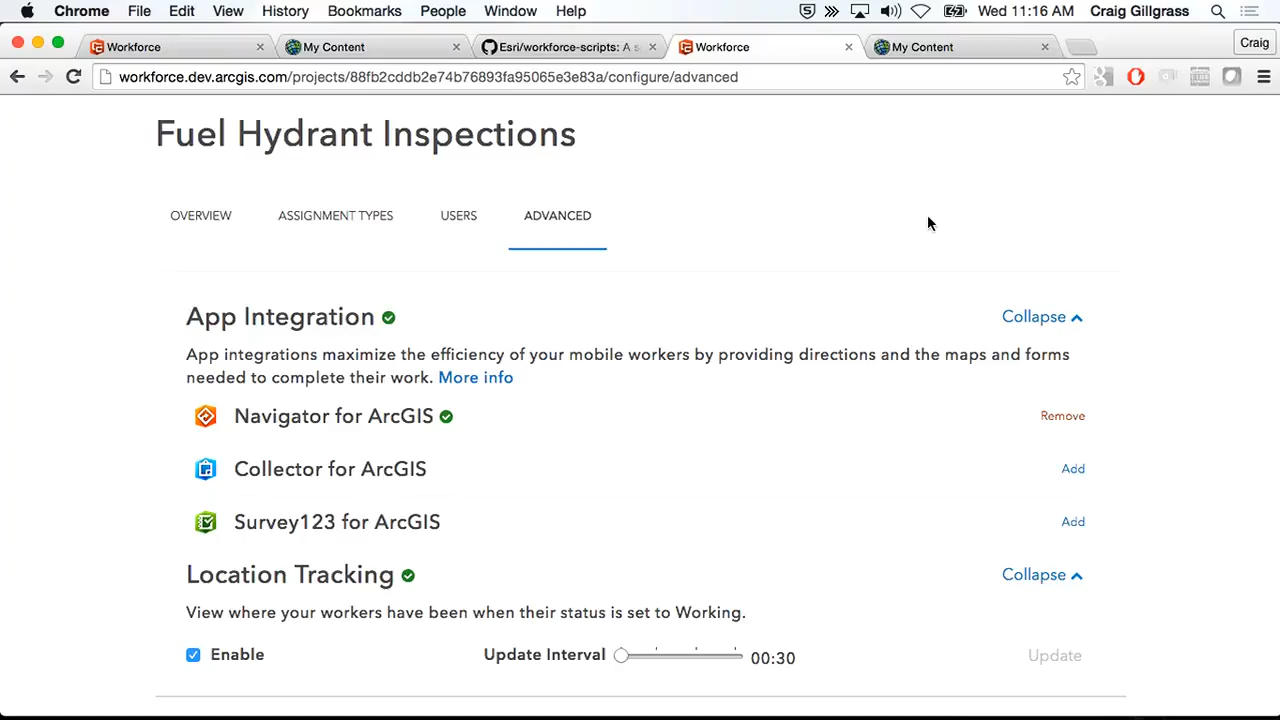 Chrome File Edit View History Bookmarks People Window Help Wed 11:16 AM Craig Gillgrass
Workforce My Content Esri/workforce-scripts: A s Workforce My Content Craig
workforce.dev.arcgis.com/projects/88fb2cddb2e74b76893fa95065e3e83a/configure/advanced
Fuel Hydrant Inspections
OVERVIEW ASSIGNMENT TYPES USERS ADVANCED
App Integration Collapse
App integrations maximize the efficiency of your mobile workers by providing directions and the maps and forms
needed to complete their work. More info
Navigator for ArcGIS Remove
Collector for ArcGIS Add
Survey123 for ArcGIS Add
Location Tracking Collapse
View where your workers have been when their status is set to Working.
Enable Update Interval 00:30 Update